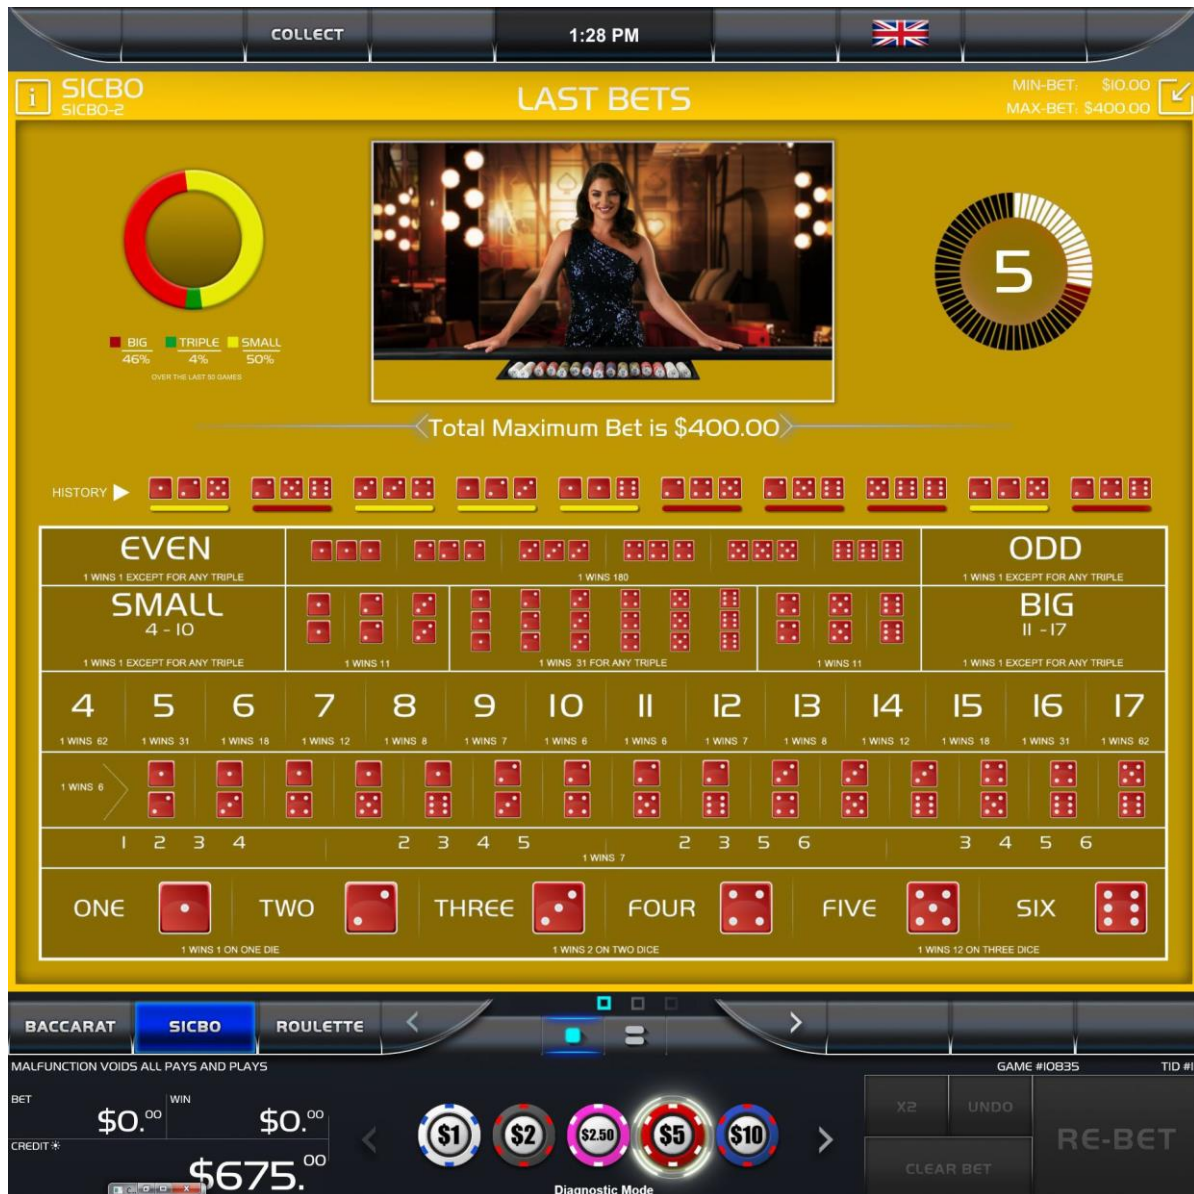 COLLECT
1:28 PM
i
SICBO
SICBO-2
LAST BETS
MIN-BET: $10.00
MAX-BET: $400.00
5
BIG TRIPLE SMALL
46% 4% 50%
OVER THE LAST 50 GAMES
Total Maximum Bet is $400.00
HISTORY
EVEN
1 WINS 1 EXCEPT FOR ANY TRIPLE
1 WINS 180
ODD
1 WINS 1 EXCEPT FOR ANY TRIPLE
SMALL
4 - 10
1 WINS 1 EXCEPT FOR ANY TRIPLE
1 WINS 11
1 WINS 31 FOR ANY TRIPLE
1 WINS 11
BIG
11 -17
1 WINS 1 EXCEPT FOR ANY TRIPLE
4 5 6 7 8 9 10 11 12 13 14 15 16 17
1 WINS 62 1 WINS 31 1 WINS 18 1 WINS 12 1 WINS 8 1 WINS 7 1 WINS 6 1 WINS 6 1 WINS 7 1 WINS 8 1 WINS 12 1 WINS 18 1 WINS 31 1 WINS 62
1 WINS 6
1 2 3 4 2 3 4 5 2 3 5 6 3 4 5 6
1 WINS 7
ONE TWO THREE FOUR FIVE SIX
1 WINS 1 ON ONE DIE 1 WINS 2 ON TWO DICE 1 WINS 12 ON THREE DICE
BACCARAT SICBO ROULETTE
MALFUNCTION VOIDS ALL PAYS AND PLAYS
GAME #10835 TID #1
BET $0.00 WIN $0.00
CREDIT $675.00
$1 $2 $2.50 $5 $10
Diagnostic Mode
X2 UNDO
CLEAR BET
RE-BET